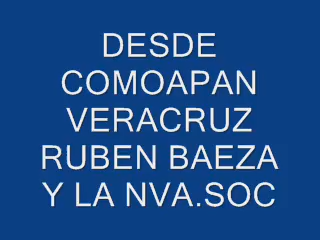 DESDE
COMOAPAN
VERACRUZ
RUBEN BAEZA
Y LA NVA.SOC